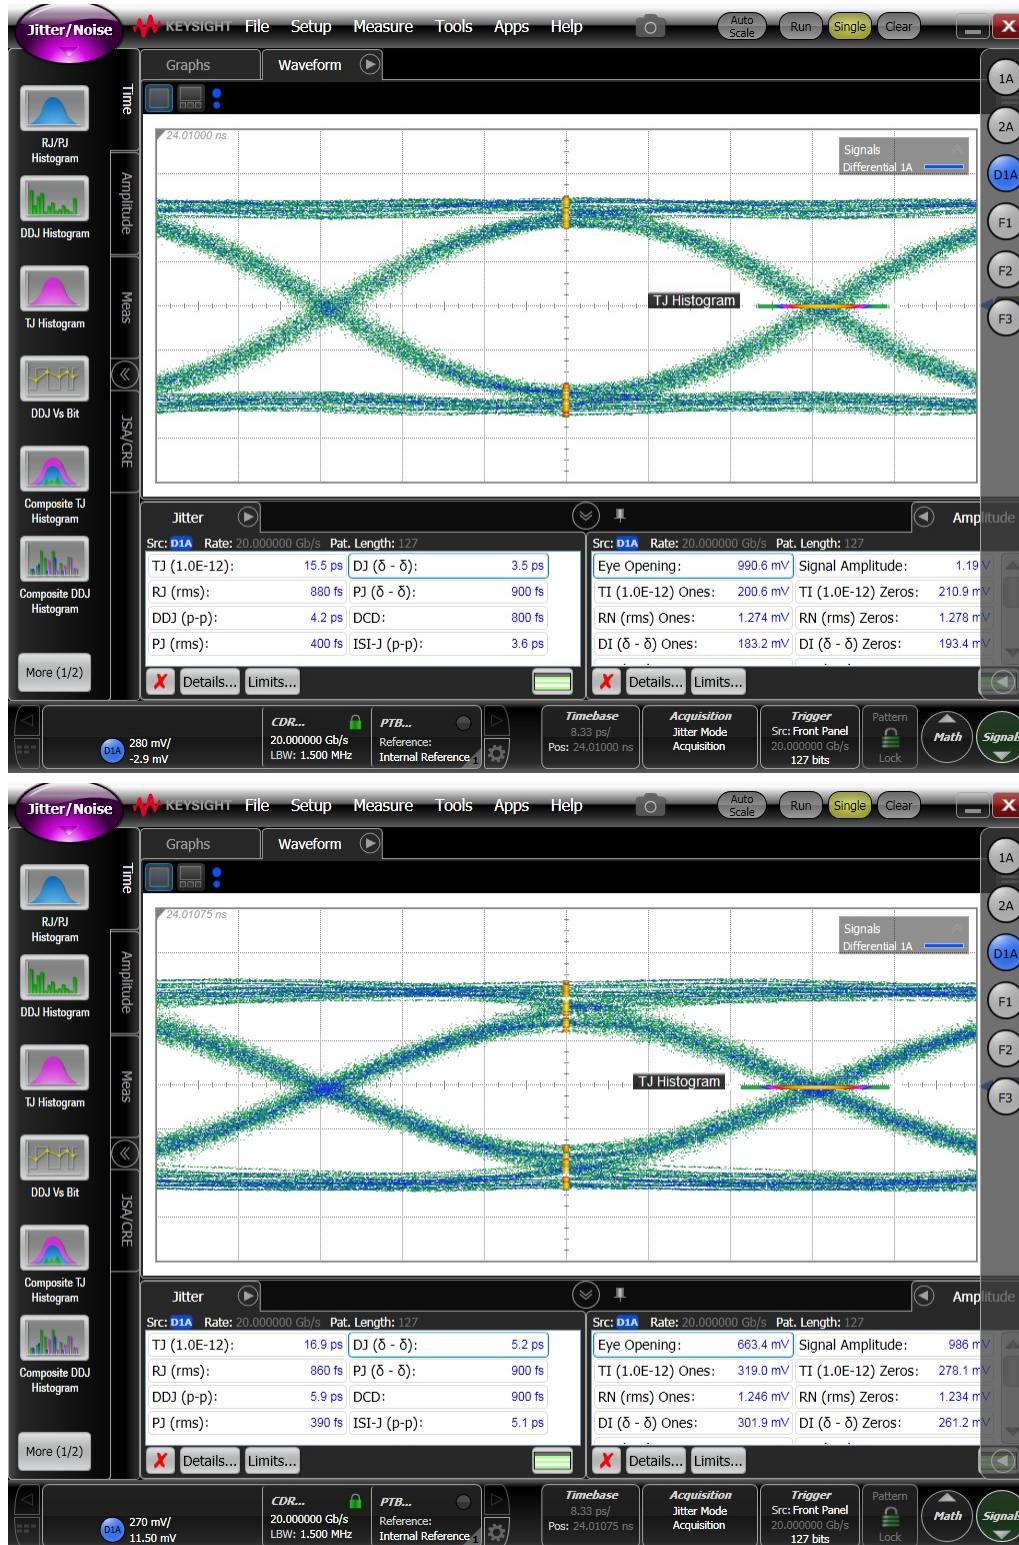 Jitter/Noise KEYSIGHT File Setup Measure Tools Apps Help Auto Scale Run Single Clear X
Graphs Waveform
Time
Amplitude
Meas
JSA/CRE
RJ/PJ
Histogram
DDJ Histogram
TJ Histogram
DDJ Vs Bit
Composite TJ
Histogram
Composite DDJ
Histogram
More (1/2)
24.01000 ns
Signals
Differential 1A
TJ Histogram
1A
2A
D1A
F1
F2
F3
Jitter
Src: D1A Rate: 20.000000 Gb/s Pat. Length: 127
TJ (1.0E-12): 15.5 ps DJ (δ - δ): 3.5 ps
RJ (rms): 880 fs PJ (δ - δ): 900 fs
DDJ (p-p): 4.2 ps DCD: 800 fs
PJ (rms): 400 fs ISI-J (p-p): 3.6 ps
Details... Limits...
Amplitude
Src: D1A Rate: 20.000000 Gb/s Pat. Length: 127
Eye Opening: 990.6 mV Signal Amplitude: 1.19 V
TI (1.0E-12) Ones: 200.6 mV TI (1.0E-12) Zeros: 210.9 mV
RN (rms) Ones: 1.274 mV RN (rms) Zeros: 1.278 mV
DI (δ - δ) Ones: 183.2 mV DI (δ - δ) Zeros: 193.4 mV
Details... Limits...
D1A 280 mV/
-2.9 mV
CDR...
20.000000 Gb/s
LBW: 1.500 MHz
PTB...
Reference:
Internal Reference 1
Timebase
8.33 ps/
Pos: 24.01000 ns
Acquisition
Jitter Mode
Acquisition
Trigger
Src: Front Panel
20.000000 Gb/s
127 bits
Pattern
Lock
Math
Signals
Jitter/Noise KEYSIGHT File Setup Measure Tools Apps Help Auto Scale Run Single Clear X
Graphs Waveform
Time
Amplitude
Meas
JSA/CRE
RJ/PJ
Histogram
DDJ Histogram
TJ Histogram
DDJ Vs Bit
Composite TJ
Histogram
Composite DDJ
Histogram
More (1/2)
24.01075 ns
Signals
Differential 1A
TJ Histogram
1A
2A
D1A
F1
F2
F3
Jitter
Src: D1A Rate: 20.000000 Gb/s Pat. Length: 127
TJ (1.0E-12): 16.9 ps DJ (δ - δ): 5.2 ps
RJ (rms): 860 fs PJ (δ - δ): 900 fs
DDJ (p-p): 5.9 ps DCD: 900 fs
PJ (rms): 390 fs ISI-J (p-p): 5.1 ps
Details... Limits...
Amplitude
Src: D1A Rate: 20.000000 Gb/s Pat. Length: 127
Eye Opening: 663.4 mV Signal Amplitude: 986 mV
TI (1.0E-12) Ones: 319.0 mV TI (1.0E-12) Zeros: 278.1 mV
RN (rms) Ones: 1.246 mV RN (rms) Zeros: 1.234 mV
DI (δ - δ) Ones: 301.9 mV DI (δ - δ) Zeros: 261.2 mV
Details... Limits...
D1A 270 mV/
11.50 mV
CDR...
20.000000 Gb/s
LBW: 1.500 MHz
PTB...
Reference:
Internal Reference
Timebase
8.33 ps/
Pos: 24.01075 ns
Acquisition
Jitter Mode
Acquisition
Trigger
Src: Front Panel
20.000000 Gb/s
127 bits
Pattern
Lock
Math
Signals